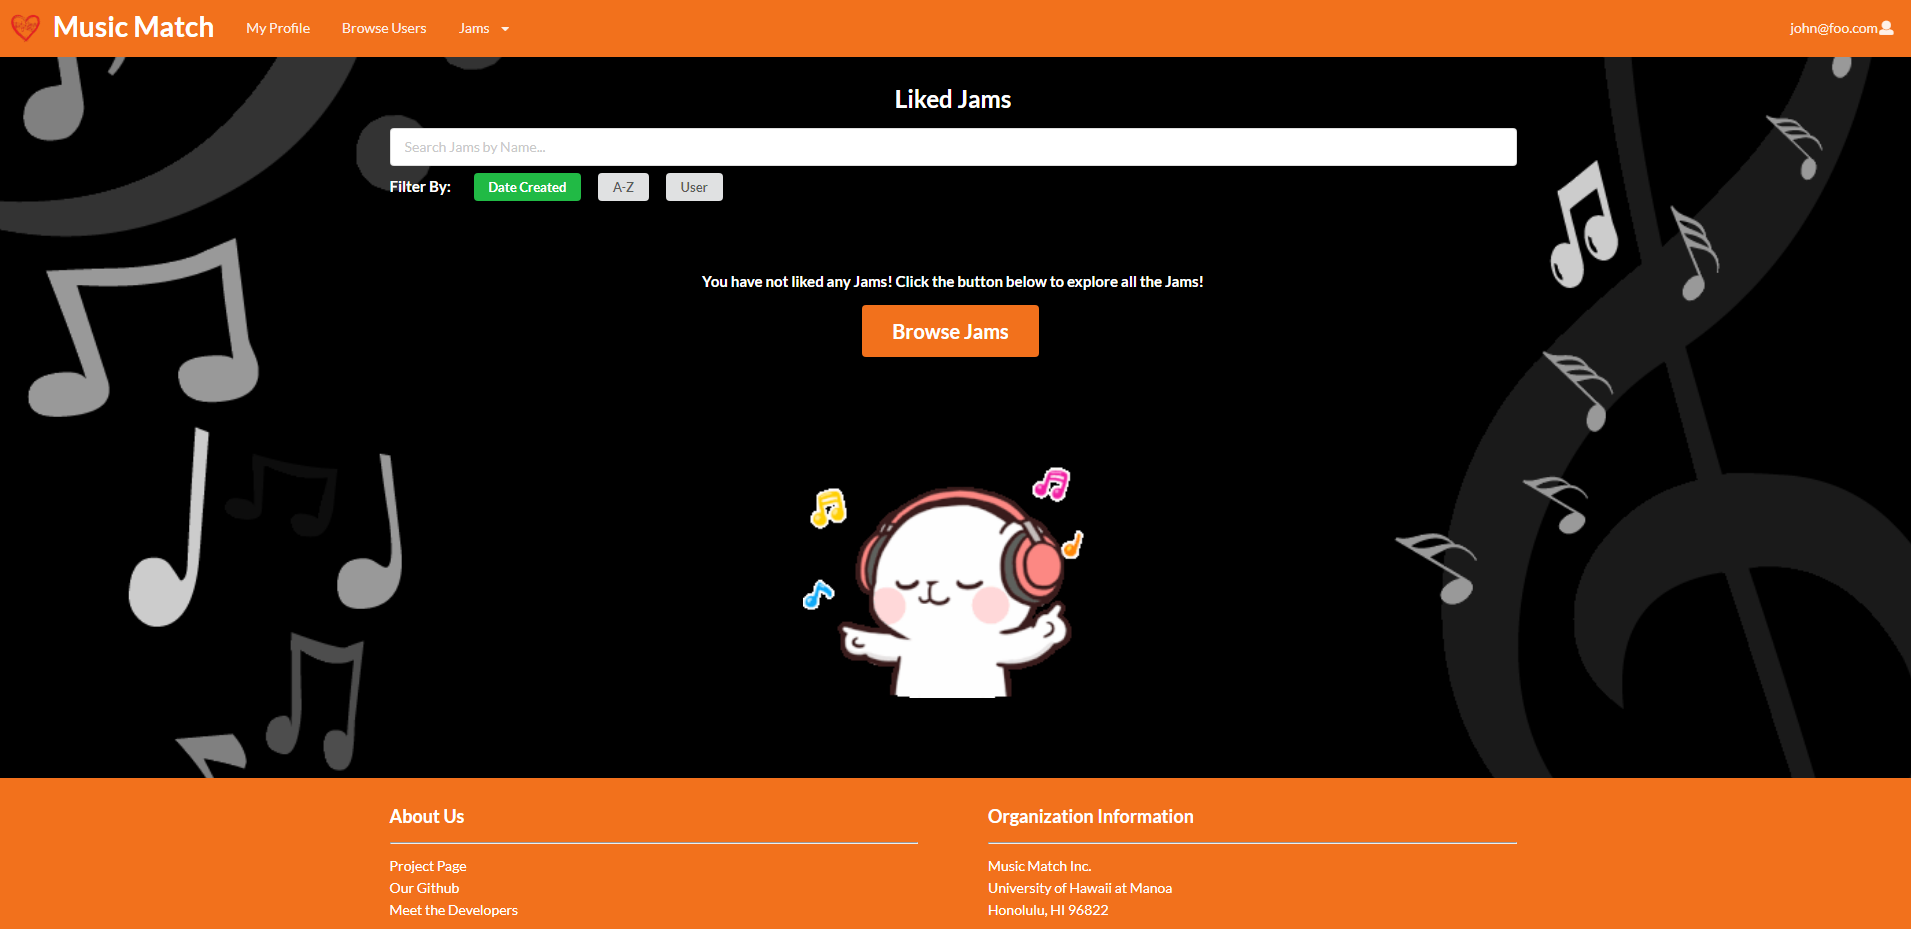 Music Match My Profile Browse Users Jams john@foo.com
Liked Jams
Search Jams by Name...
Filter By: Date Created A-Z User
You have not liked any Jams! Click the button below to explore all the Jams!
Browse Jams
About Us
Project Page
Our Github
Meet the Developers
Organization Information
Music Match Inc.
University of Hawaii at Manoa
Honolulu, HI 96822